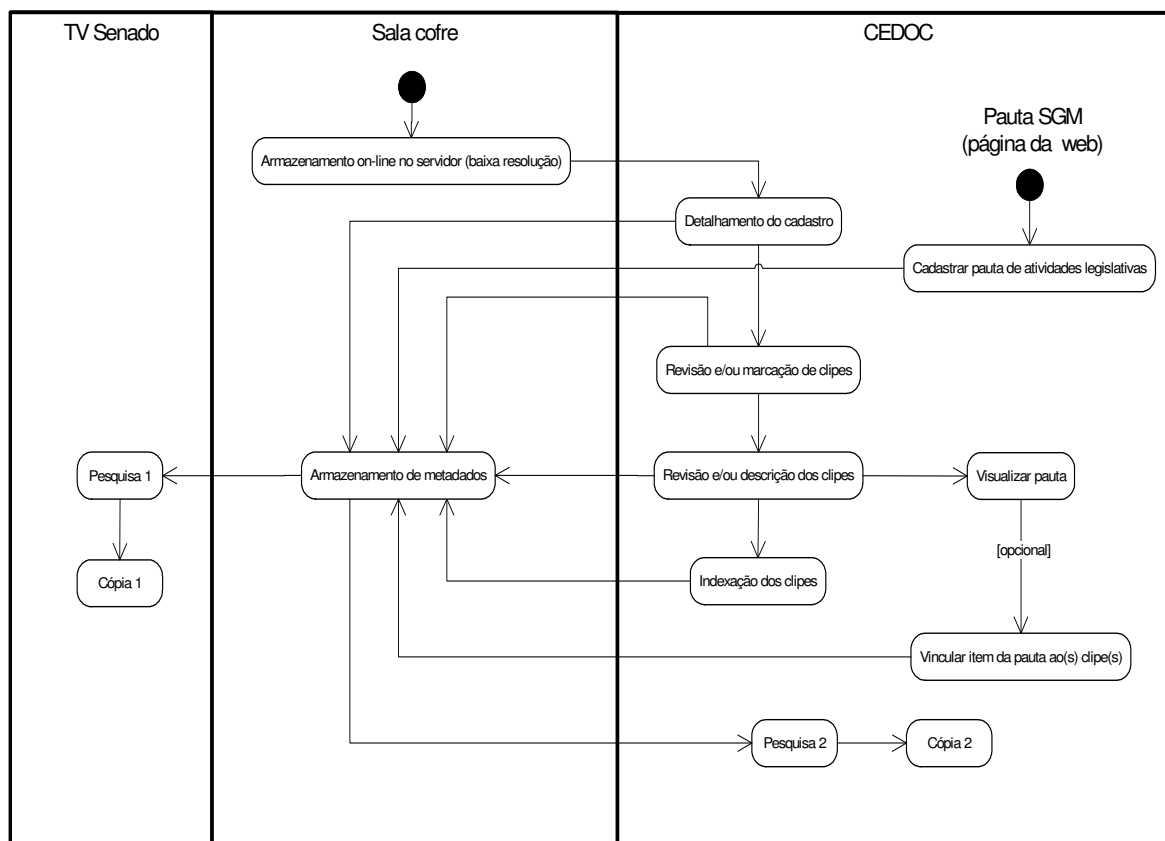 TV Senado
Sala cofre
CEDOC
Pauta SGM
(página da web)
Armazenamento on-line no servidor (baixa resolução)
Detalhamento do cadastro
Cadastrar pauta de atividades legislativas
Revisão e/ou marcação de clipes
Pesquisa 1
Armazenamento de metadados
Revisão e/ou descrição dos clipes
Visualizar pauta
[opcional]
Cópia 1
Indexação dos clipes
Vincular item da pauta ao(s) clipe(s)
Pesquisa 2
Cópia 2